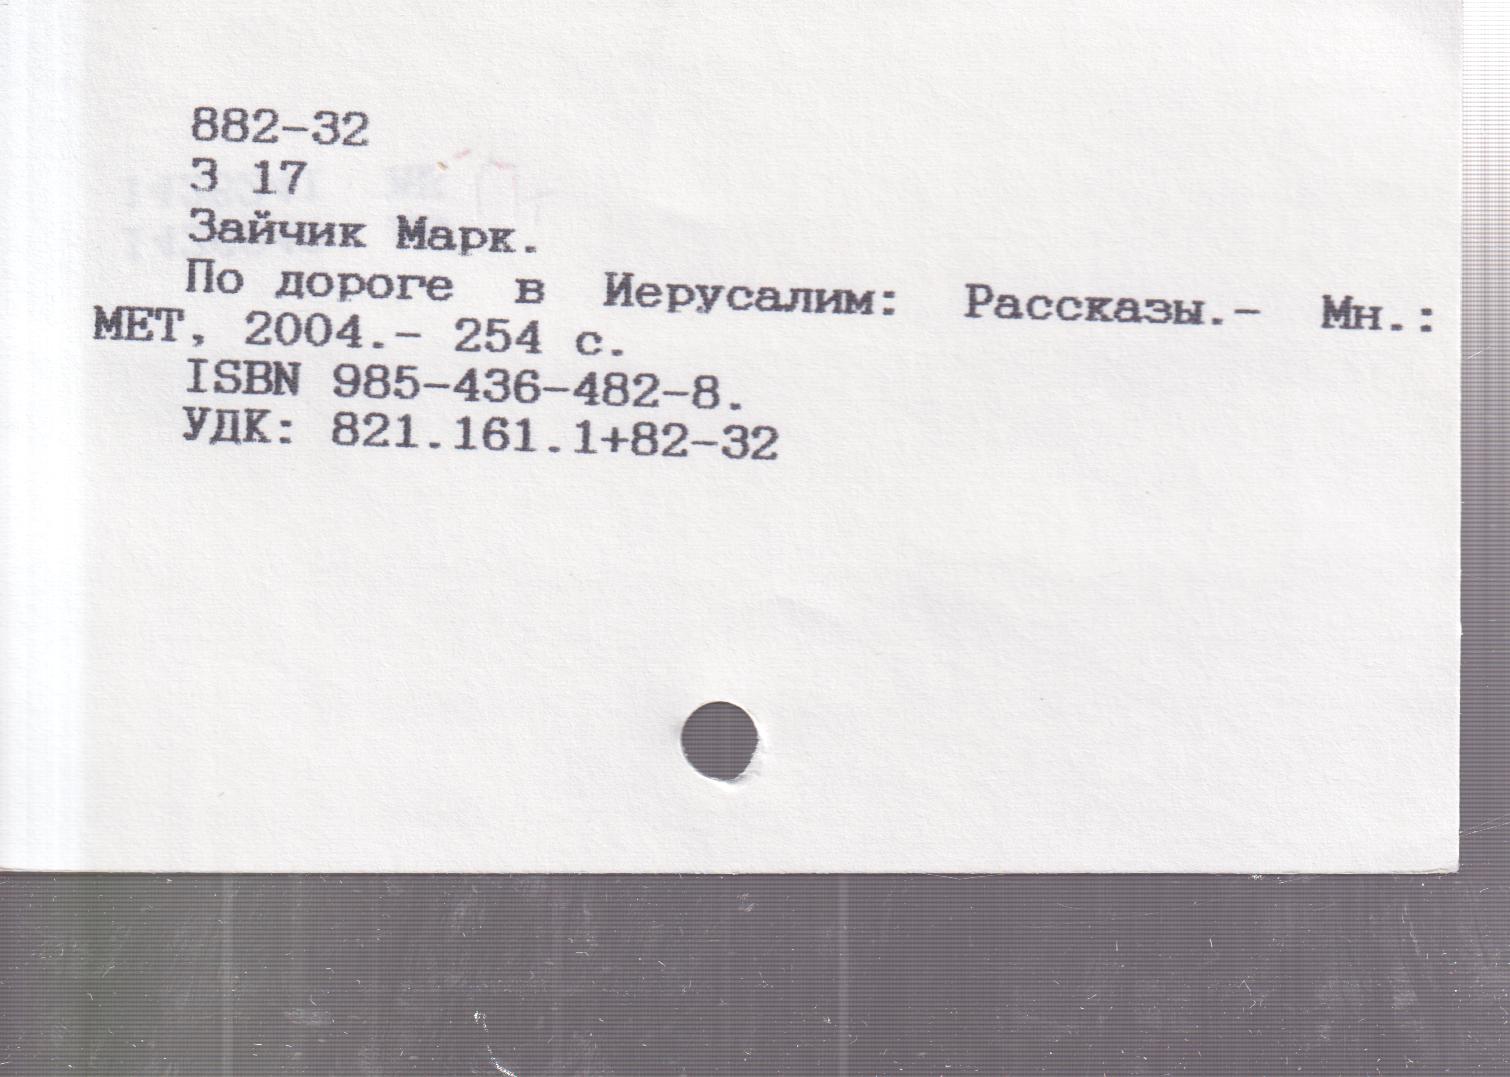 882-32
З 17
Зайчик Марк.
По дороге в Иерусалим: Рассказы.- Мн.:
МЕТ, 2004.- 254 с.
ISBN 985-436-482-8.
УДК: 821.161.1+82-32